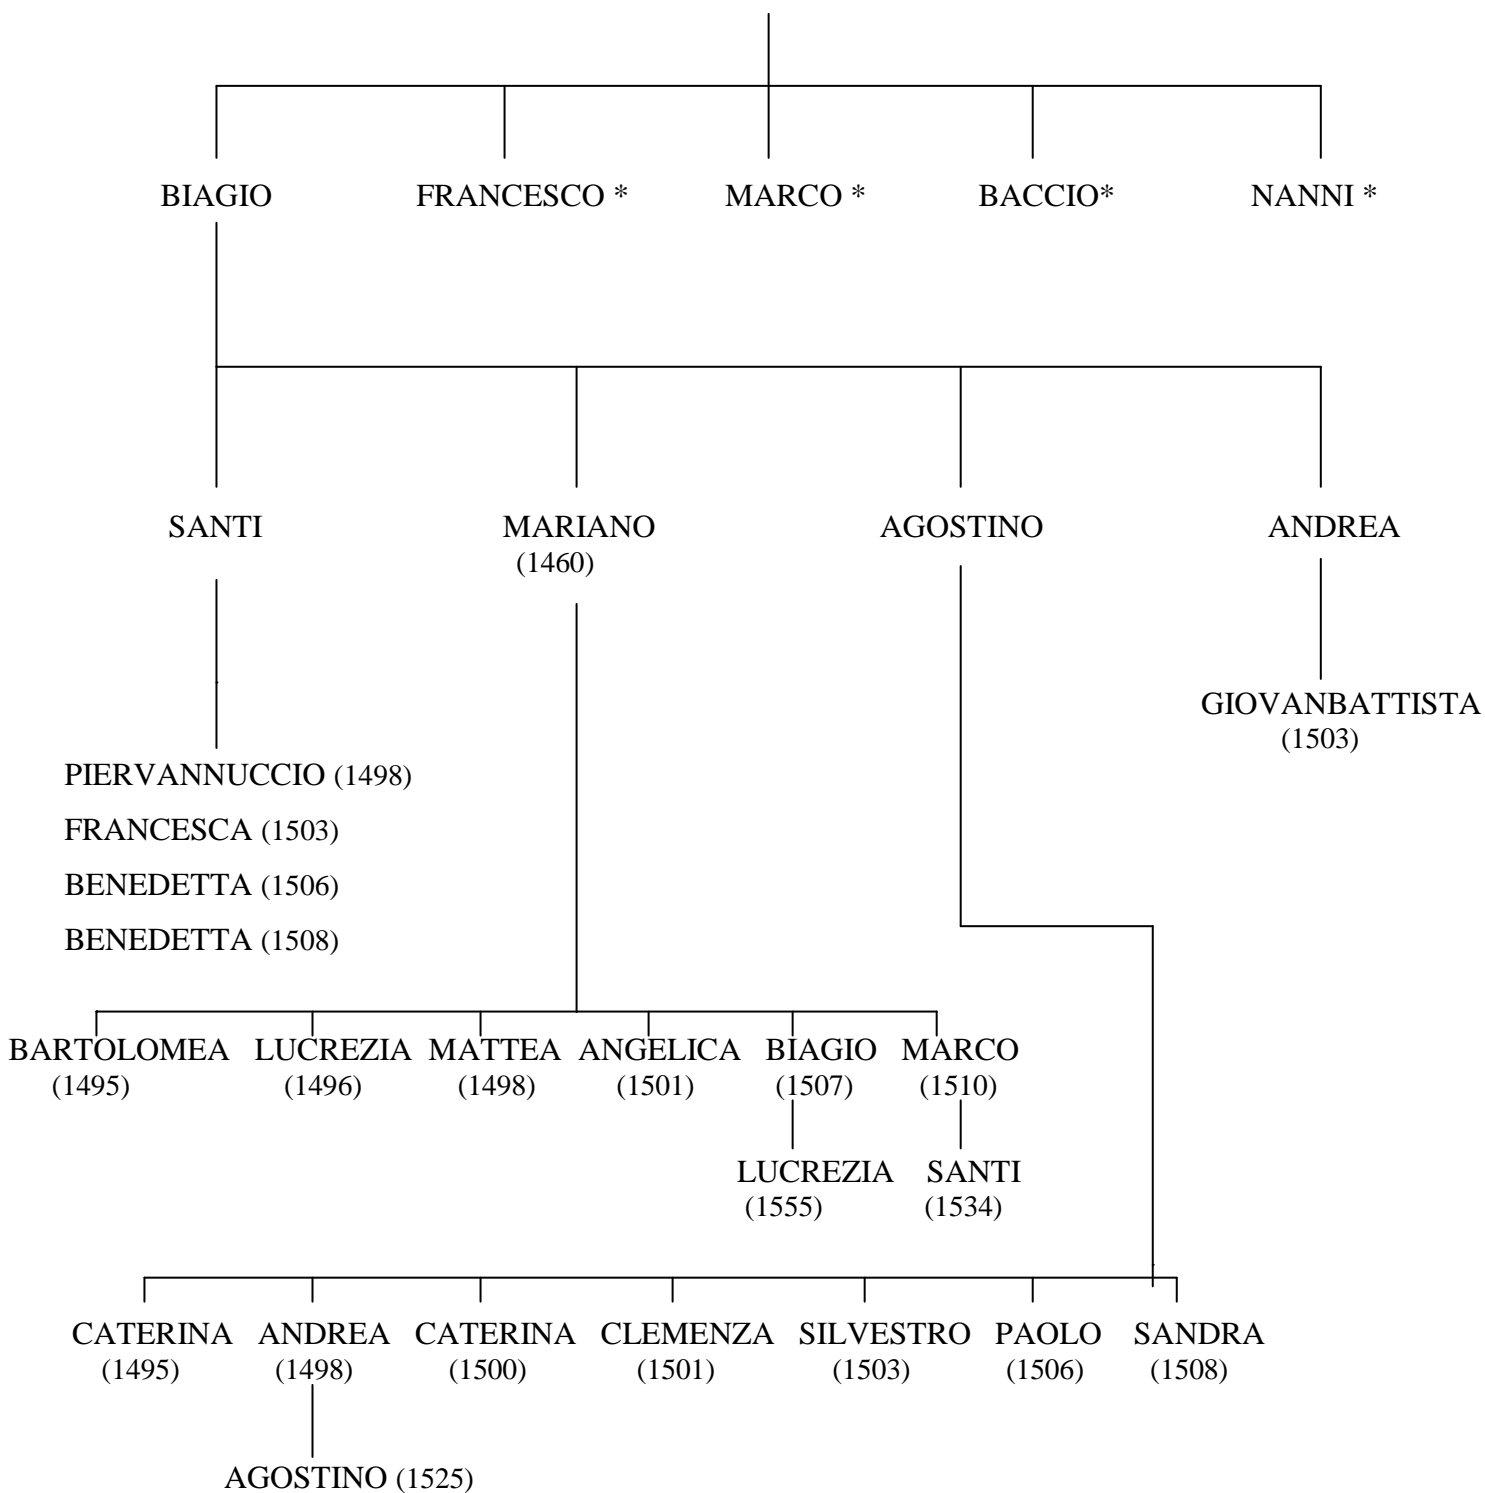 BIAGIO FRANCESCO * MARCO * BACCIO* NANNI *
SANTI MARIANO AGOSTINO ANDREA
(1460)
GIOVANBATTISTA
(1503)
PIERVANNUCCIO (1498)
FRANCESCA (1503)
BENEDETTA (1506)
BENEDETTA (1508)
BARTOLOMEA LUCREZIA MATTEA ANGELICA BIAGIO MARCO
(1495) (1496) (1498) (1501) (1507) (1510)
LUCREZIA SANTI
(1555) (1534)
CATERINA ANDREA CATERINA CLEMENZA SILVESTRO PAOLO SANDRA
(1495) (1498) (1500) (1501) (1503) (1506) (1508)
AGOSTINO (1525)